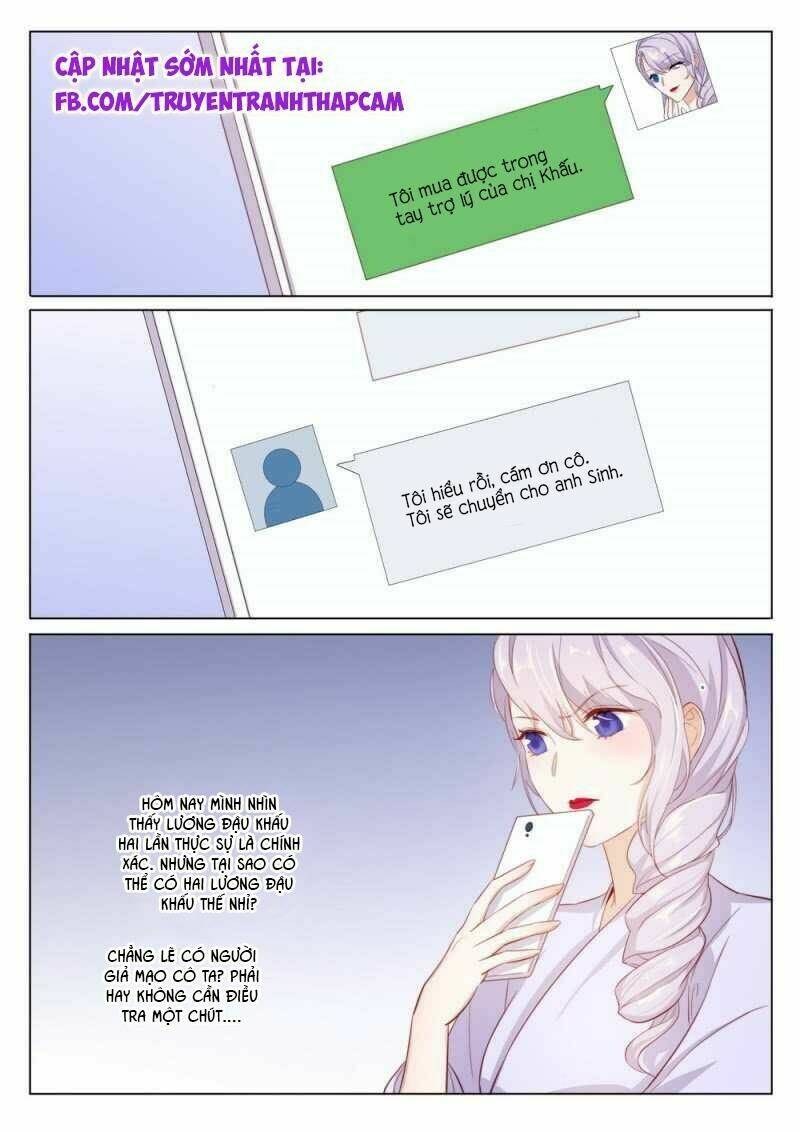 CẬP NHẬT SỚM NHẤT TẠI:
FB.COM/TRUYENTRANHTHAPCAM
Tôi mua được trong
tay trợ lý của chị Khấu.
Tôi hiểu rồi, cám ơn cô.
Tôi sẽ chuyển cho anh Sinh.
HÔM NAY MÌNH NHÌN
THẤY LƯƠNG ĐẬU KHẤU
HAI LẦN THỰC SỰ LÀ CHÍNH
XÁC. NHƯNG TẠI SAO CÓ
THỂ CÓ HAI LƯƠNG ĐẬU
KHẤU THẾ NHỈ?
CHẲNG LẼ CÓ NGƯỜI
GIẢ MẠO CÔ TA? PHẢI
HAY KHÔNG CẦN ĐIỀU
TRA MỘT CHÚT....